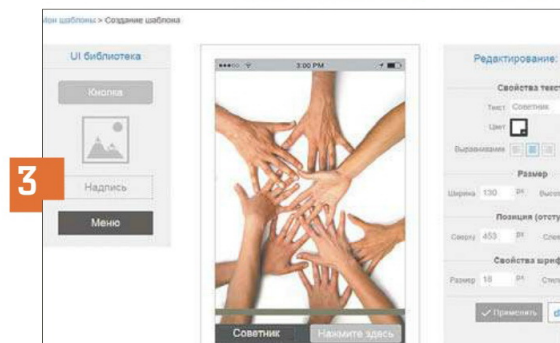 Мои шаблоны > Создание шаблона
UI библиотека
Кнопка
3
Надпись
Меню
3:00 PM
Советник
Нажмите здесь
Редактирование:
Свойства текст
Текст Советник
Цвет
Выравнивание
Размер
Ширина 130 px Высот
Позиция (отсту
Сверху 453 px Слев
Свойства шриф
Размер 18 px Стиль
Применить